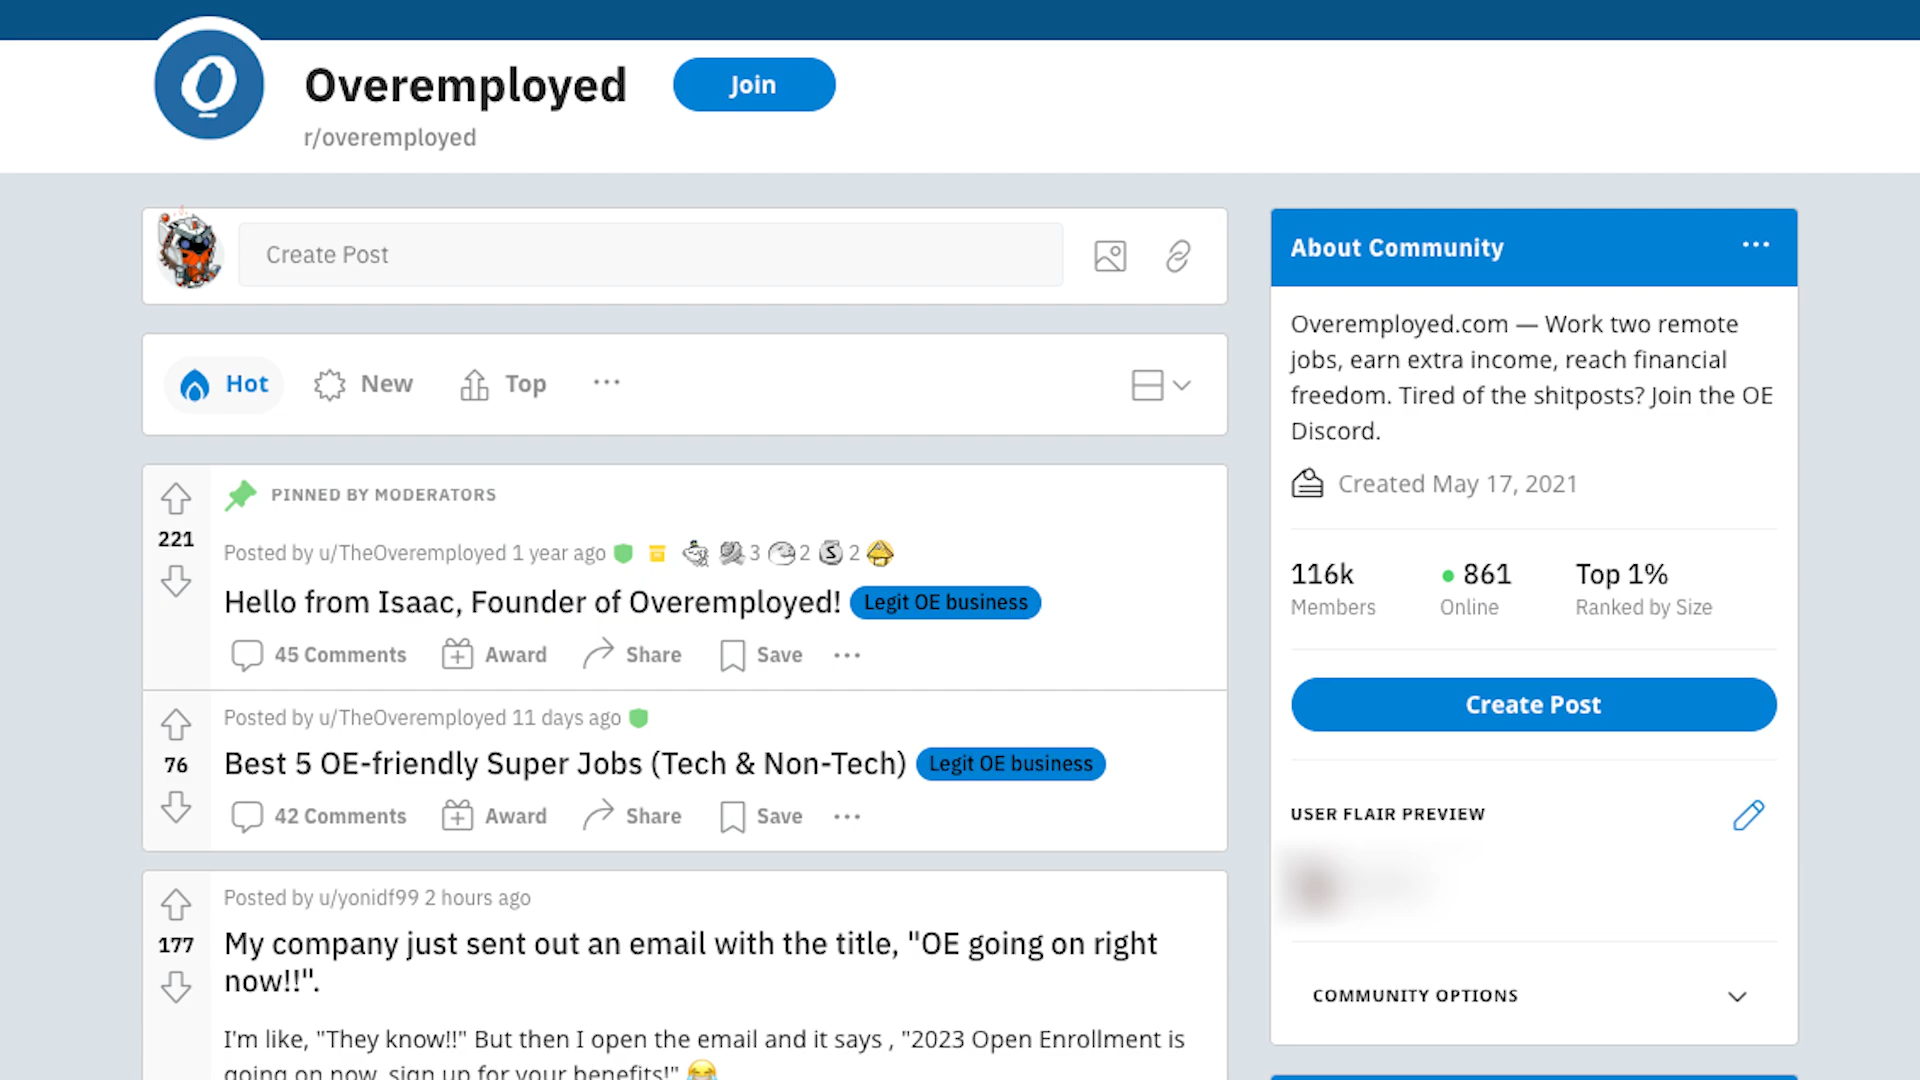 Overemployed
Join
r/overemployed
Create Post
Hot
New
Top
PINNED BY MODERATORS
221
Posted by u/TheOveremployed 1 year ago 3 2 2
Hello from Isaac, Founder of Overemployed! Legit OE business
45 Comments Award Share Save
Posted by u/TheOveremployed 11 days ago
76
Best 5 OE-friendly Super Jobs (Tech & Non-Tech) Legit OE business
42 Comments Award Share Save
Posted by u/yonidf99 2 hours ago
177
My company just sent out an email with the title, "OE going on right
now!!".
I'm like, "They know!!" But then I open the email and it says , "2023 Open Enrollment is
going on now, sign up for your benefits!" 😂
About Community
Overemployed.com — Work two remote
jobs, earn extra income, reach financial
freedom. Tired of the shitposts? Join the OE
Discord.
Created May 17, 2021
116k
Members
861
Online
Top 1%
Ranked by Size
Create Post
USER FLAIR PREVIEW
COMMUNITY OPTIONS